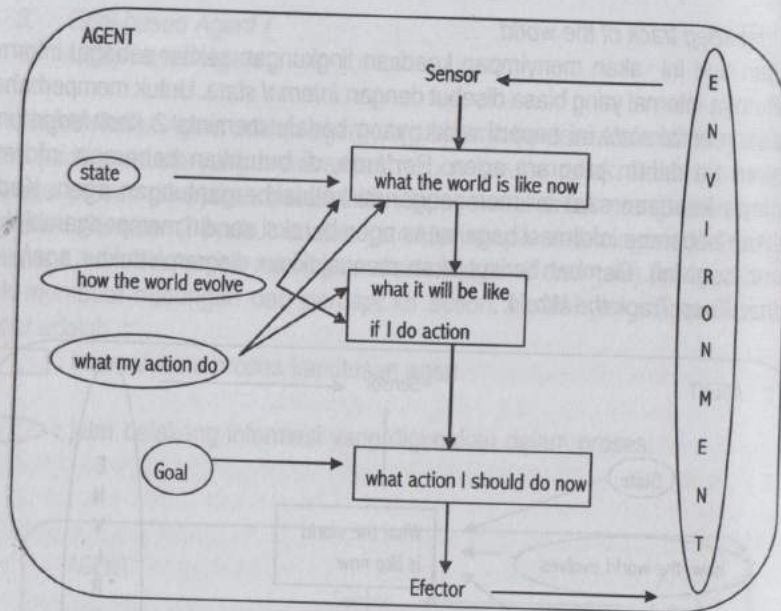 AGENT
Sensor
state
what the world is like now
how the world evolve
what it will be like
if I do action
what my action do
Goal
what action I should do now
Efector
ENVIRONMENT